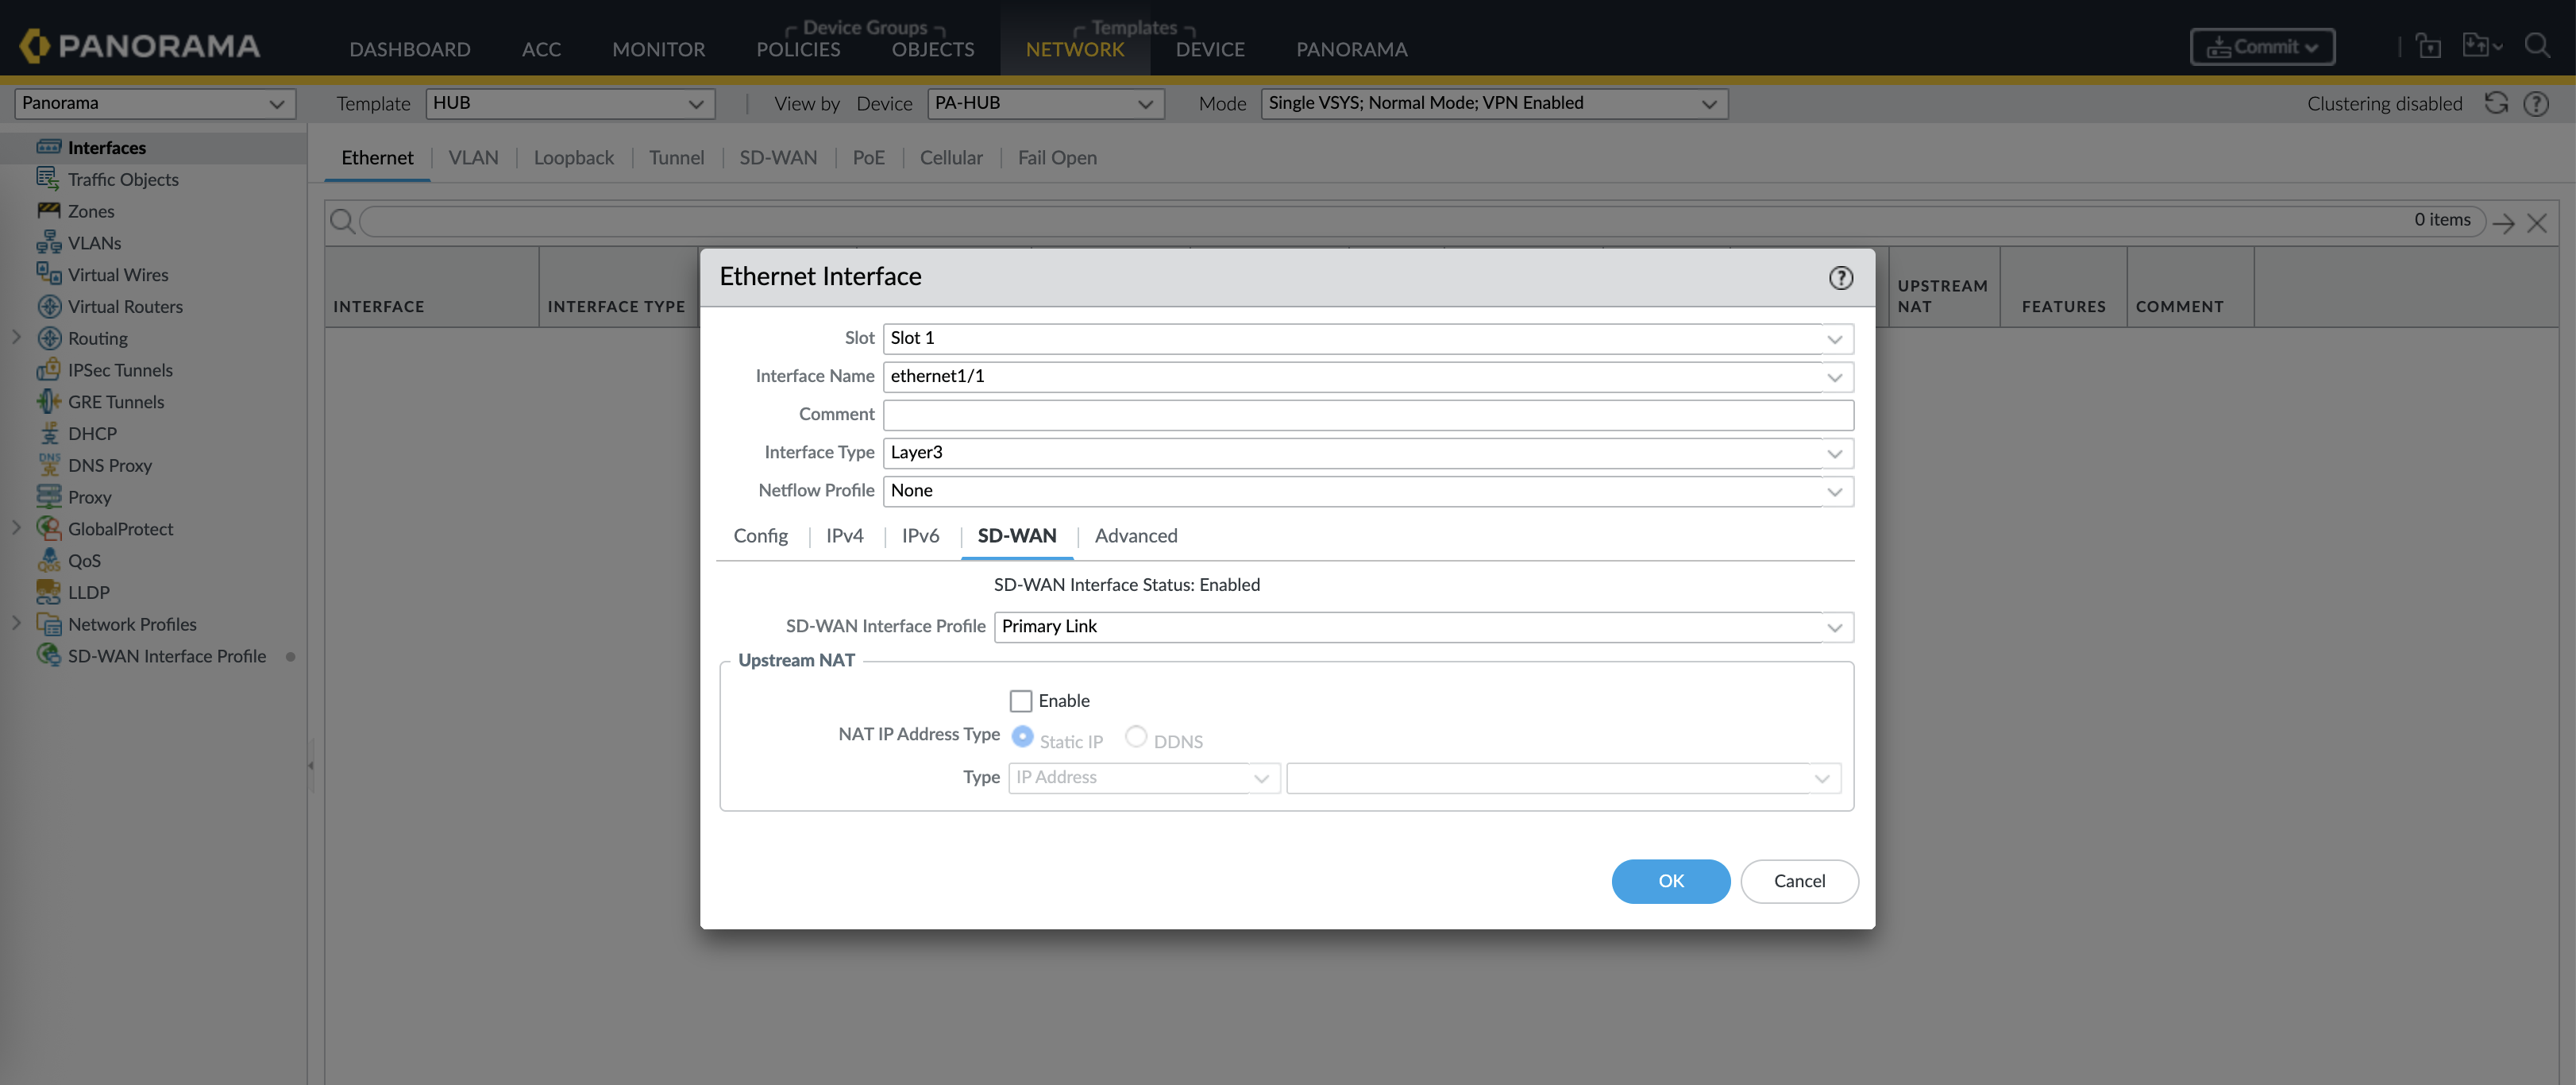 PANORAMA
Device Groups
Templates
DASHBOARD ACC MONITOR POLICIES OBJECTS NETWORK DEVICE PANORAMA
Commit
Panorama
Template HUB
View by Device PA-HUB
Mode Single VSYS; Normal Mode; VPN Enabled
Clustering disabled
Interfaces
Traffic Objects
Zones
VLANs
Virtual Wires
Virtual Routers
Routing
IPSec Tunnels
GRE Tunnels
DHCP
DNS Proxy
Proxy
GlobalProtect
QoS
LLDP
Network Profiles
SD-WAN Interface Profile
Ethernet VLAN Loopback Tunnel SD-WAN PoE Cellular Fail Open
0 items
INTERFACE INTERFACE TYPE
UPSTREAM
NAT
FEATURES COMMENT
Ethernet Interface
Slot Slot 1
Interface Name ethernet1/1
Comment
Interface Type Layer3
Netflow Profile None
Config IPv4 IPv6 SD-WAN Advanced
SD-WAN Interface Status: Enabled
SD-WAN Interface Profile Primary Link
Upstream NAT
Enable
NAT IP Address Type Static IP DDNS
Type IP Address
OK Cancel